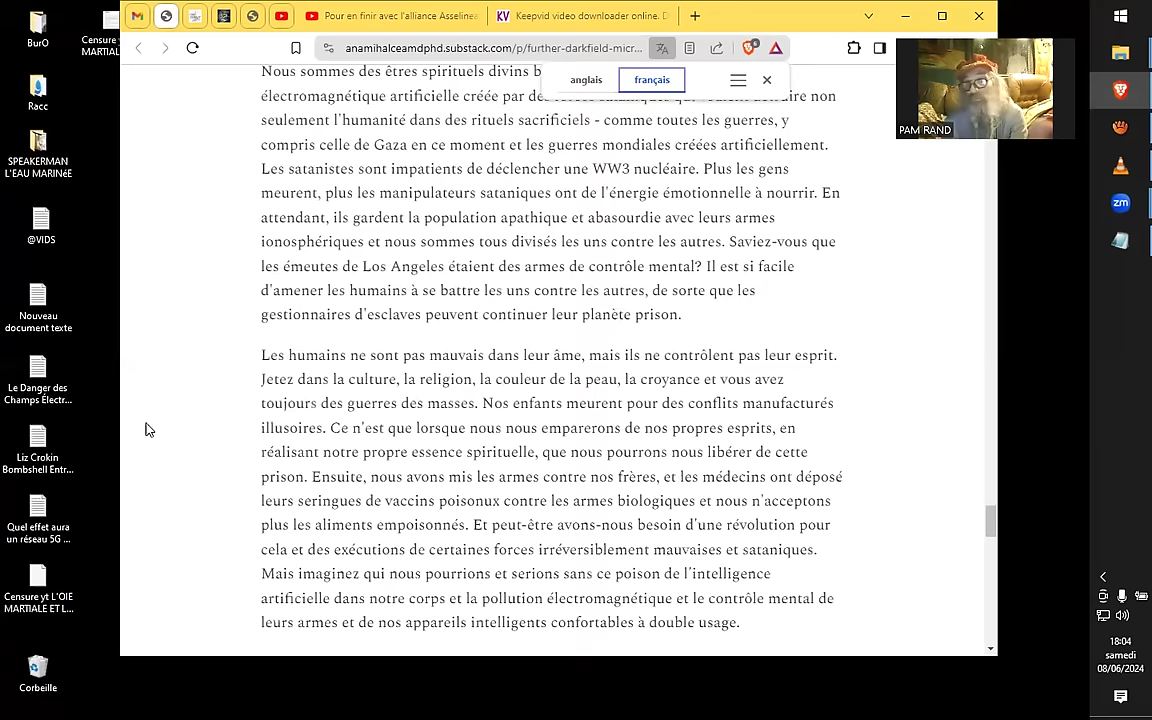 BurO
Censure yt
MARTIALE ET L
Racc
SPEAKERMAN
L'EAU MARINéE
@VIDS
Nouveau
document texte
Le Danger des
Champs Électr...
Liz Crokin
Bombshell Entr...
Quel effet aura
un réseau 5G ...
Censure yt L'OIE
MARTIALE ET L...
Corbeille
Pour en finir avec l'alliance Asselinea
KV Keepvid video downloader online. D
anamihalceamdphd.substack.com/p/further-darkfield-micr...
anglais
français
Nous sommes des êtres spirituels divins b
électromagnétique artificielle créée par
seulement l'humanité dans des rituels sacrificiels - comme toutes les guerres, y
compris celle de Gaza en ce moment et les guerres mondiales créées artificiellement.
Les satanistes sont impatients de déclencher une WW3 nucléaire. Plus les gens
meurent, plus les manipulateurs sataniques ont de l'énergie émotionnelle à nourrir. En
attendant, ils gardent la population apathique et abasourdie avec leurs armes
ionosphériques et nous sommes tous divisés les uns contre les autres. Saviez-vous que
les émeutes de Los Angeles étaient des armes de contrôle mental? Il est si facile
d'amener les humains à se battre les uns contre les autres, de sorte que les
gestionnaires d'esclaves peuvent continuer leur planète prison.
Les humains ne sont pas mauvais dans leur âme, mais ils ne contrôlent pas leur esprit.
Jetez dans la culture, la religion, la couleur de la peau, la croyance et vous avez
toujours des guerres des masses. Nos enfants meurent pour des conflits manufacturés
illusoires. Ce n'est que lorsque nous nous emparerons de nos propres esprits, en
réalisant notre propre essence spirituelle, que nous pourrons nous libérer de cette
prison. Ensuite, nous avons mis les armes contre nos frères, et les médecins ont déposé
leurs seringues de vaccins poisonux contre les armes biologiques et nous n'acceptons
plus les aliments empoisonnés. Et peut-être avons-nous besoin d'une révolution pour
cela et des exécutions de certaines forces irréversiblement mauvaises et sataniques.
Mais imaginez qui nous pourrions et serions sans ce poison de l'intelligence
artificielle dans notre corps et la pollution électromagnétique et le contrôle mental de
leurs armes et de nos appareils intelligents confortables à double usage.
PAM RAND
zm
18:04
samedi
08/06/2024